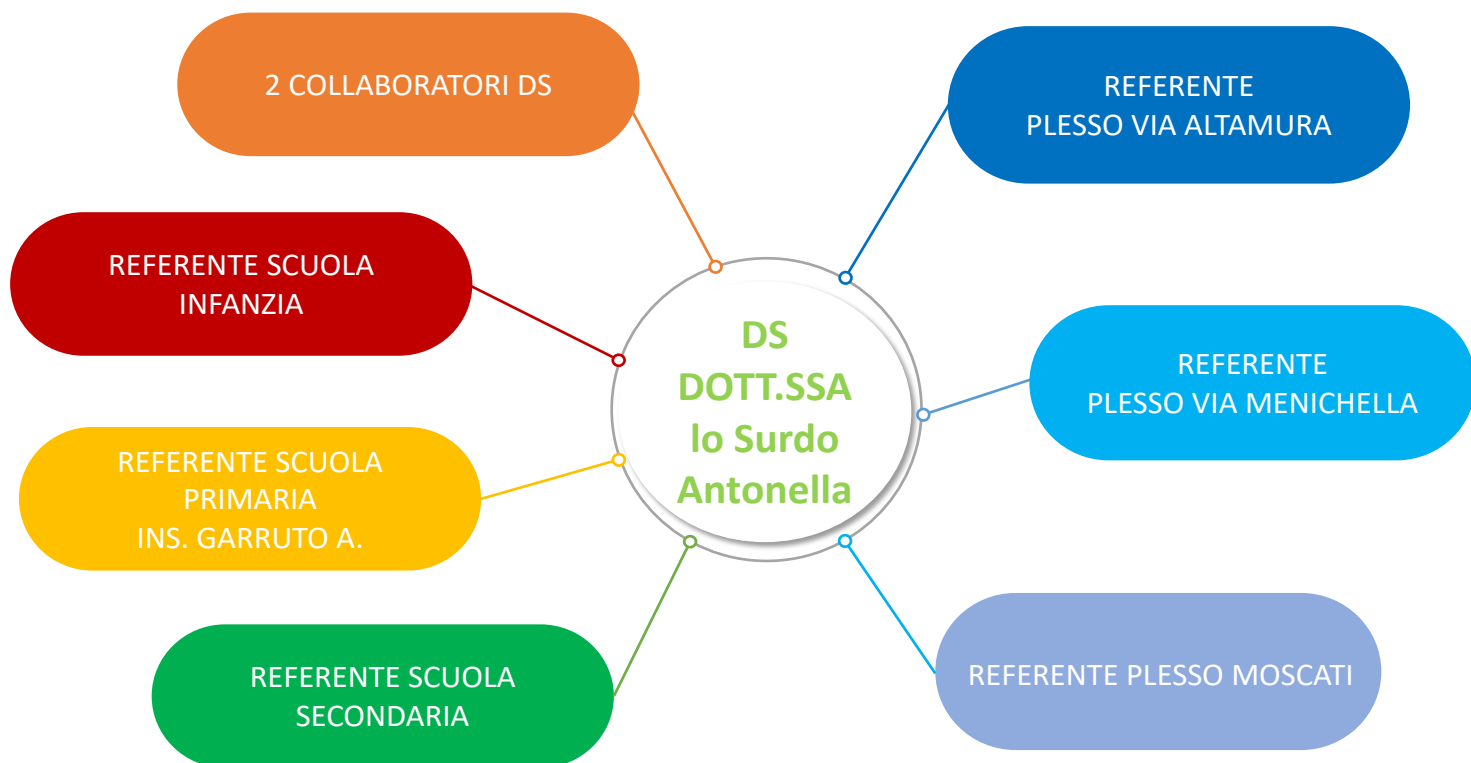 2 COLLABORATORI DS
REFERENTE
PLESSO VIA ALTAMURA
REFERENTE SCUOLA
INFANZIA
DS
DOTT.SSA
lo Surdo
Antonella
REFERENTE
PLESSO VIA MENICHELLA
REFERENTE SCUOLA
PRIMARIA
INS. GARRUTO A.
REFERENTE SCUOLA
SECONDARIA
REFERENTE PLESSO MOSCATI